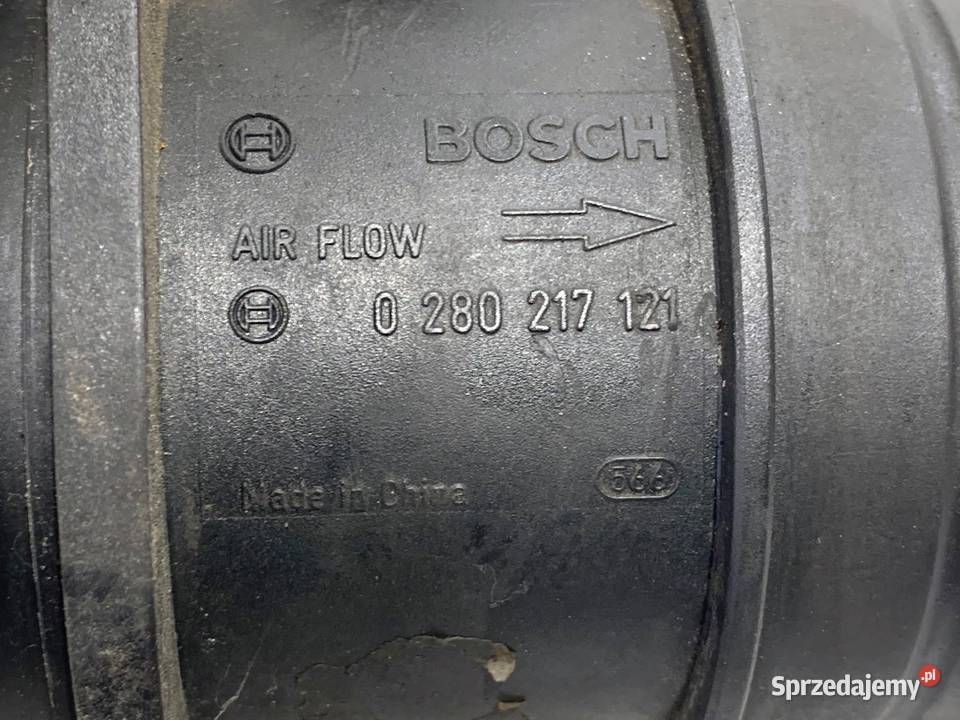 BOSCH
AIR FLOW
0 280 217 121
Made in China
566
Sprzedajemy.pl